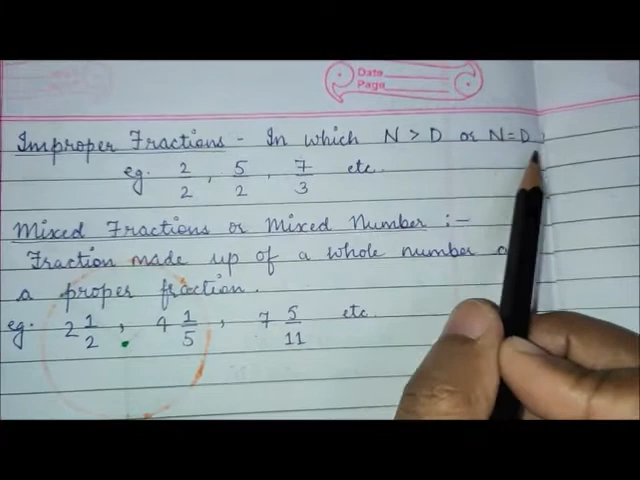 Date
Page
Improper Fractions - In which N > D or N=D
eg. 2/2, 5/2, 7/3 etc.
Mixed Fractions or Mixed Number :-
Fraction made up of a whole number
a proper fraction.
eg. 2 1/2, 4 1/5, 7 5/11 etc.